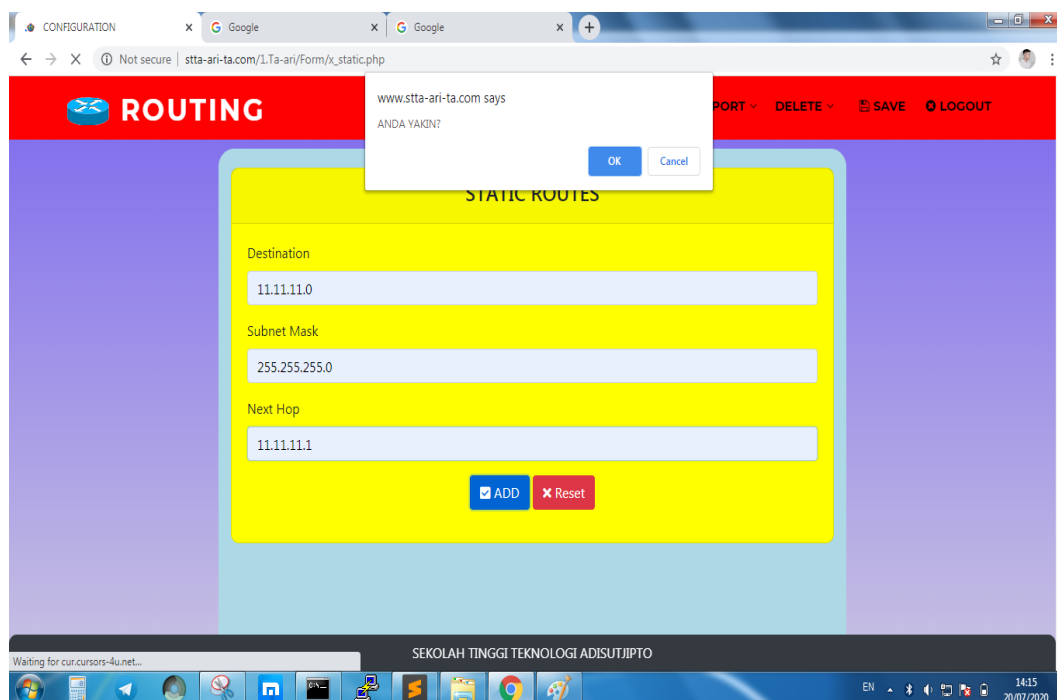 CONFIGURATION
Google
Google
Not secure | stta-ari-ta.com/1.Ta-ari/Form/x_static.php
ROUTING
PORT
DELETE
SAVE
LOGOUT
www.stta-ari-ta.com says
ANDA YAKIN?
OK
Cancel
STATIC ROUTES
Destination
11.11.11.0
Subnet Mask
255.255.255.0
Next Hop
11.11.11.1
ADD
Reset
SEKOLAH TINGGI TEKNOLOGI ADISUTJIPTO
Waiting for cur.cursors-4u.net...
EN
14:15
20/07/2020